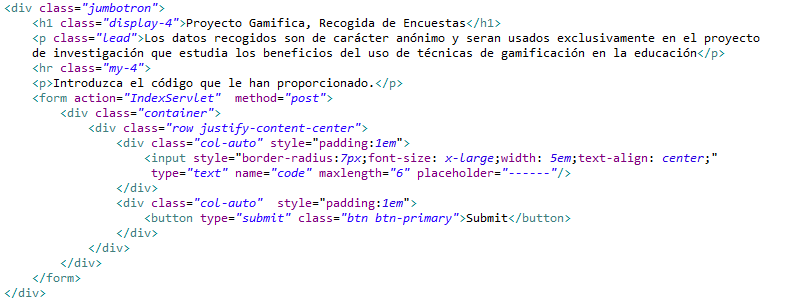 <div class="jumbotron">
<h1 class="display-4">Proyecto Gamifica, Recogida de Encuestas</h1>
<p class="lead">Los datos recogidos son de carácter anónimo y seran usados exclusivamente en el proyecto
de investigación que estudia los beneficios del uso de técnicas de gamificación en la educación</p>
<hr class="my-4">
<p>Introduzca el código que le han proporcionado.</p>
<form action="IndexServlet"  method="post">
<div class="container">
<div class="row justify-content-center">
<div class="col-auto" style="padding:1em">
<input style="border-radius:7px;font-size: x-large;width: 5em;text-align: center;"
type="text" name="code" maxlength="6" placeholder="------"/>
</div>
<div class="col-auto"  style="padding:1em">
<button type="submit" class="btn btn-primary">Submit</button>
</div>
</div>
</div>
</form>
</div>